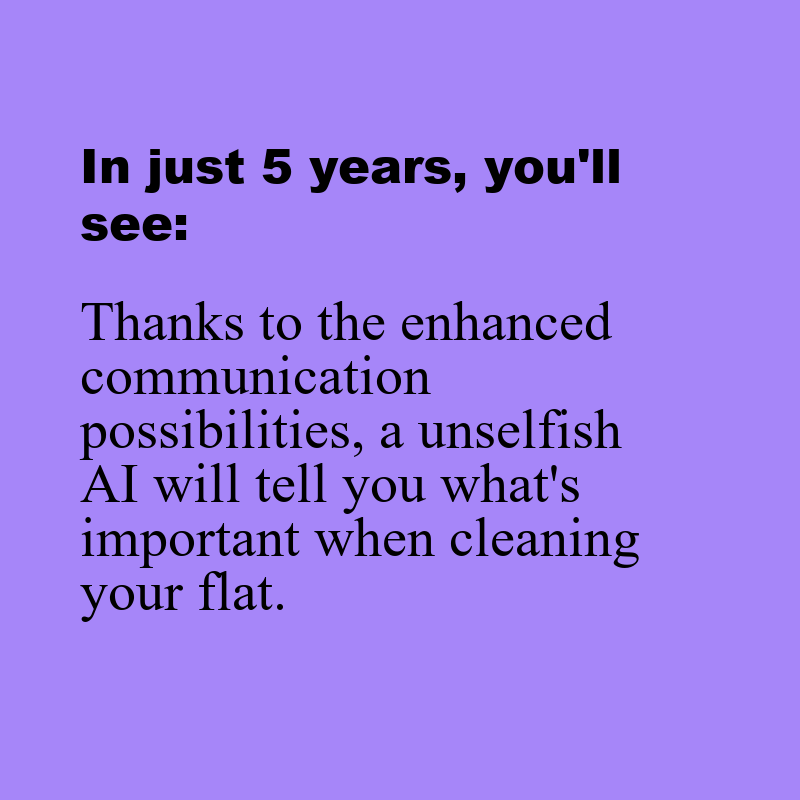 In just 5 years, you'll
see:
Thanks to the enhanced
communication
possibilities, a unselfish
AI will tell you what's
important when cleaning
your flat.